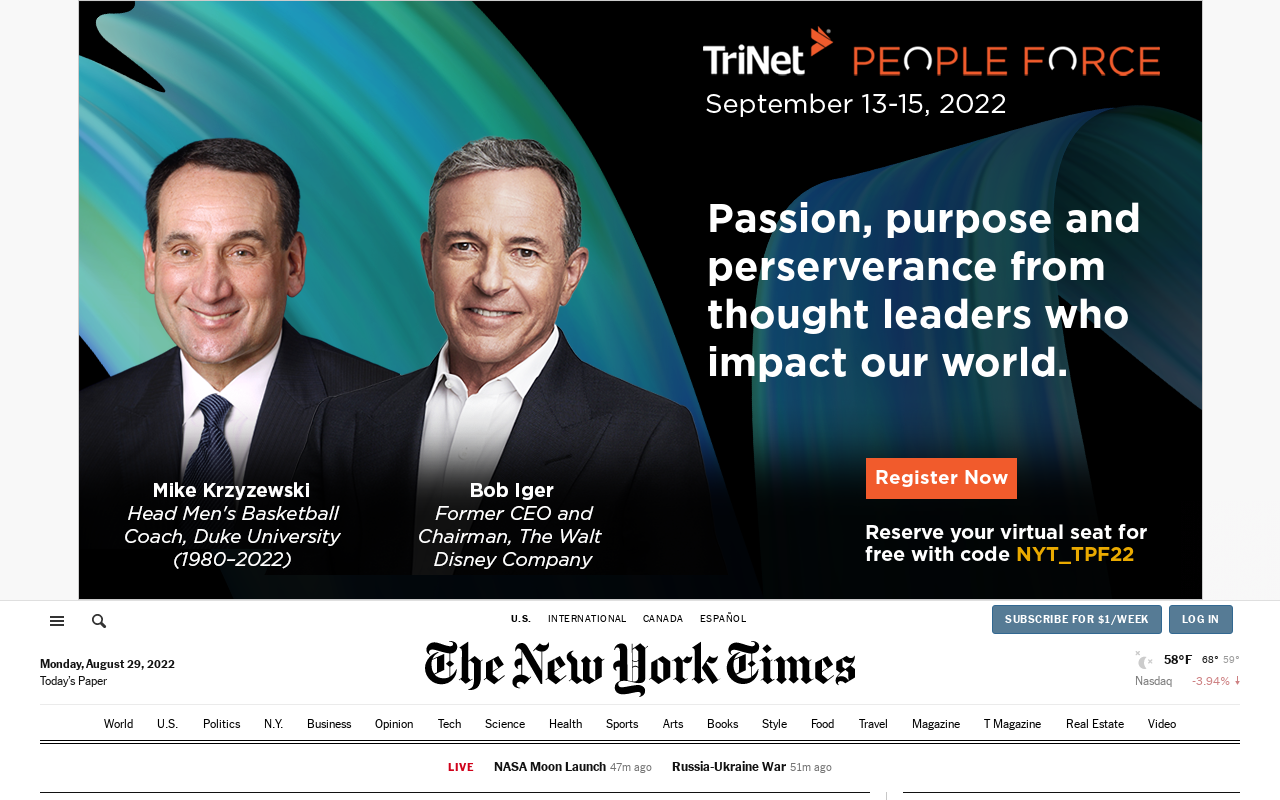 TriNet PEOPLE FORCE
September 13-15, 2022
Passion, purpose and
perserverance from
thought leaders who
impact our world.
Mike Krzyzewski
Head Men's Basketball
Coach, Duke University
(1980–2022)
Bob Iger
Former CEO and
Chairman, The Walt
Disney Company
Register Now
Reserve your virtual seat for
free with code NYT_TPF22
U.S. INTERNATIONAL CANADA ESPAÑOL
SUBSCRIBE FOR $1/WEEK LOG IN
Monday, August 29, 2022
Today's Paper
The New York Times
58°F 68° 59°
Nasdaq -3.94% ↓
World U.S. Politics N.Y. Business Opinion Tech Science Health Sports Arts Books Style Food Travel Magazine T Magazine Real Estate Video
LIVE NASA Moon Launch 47m ago Russia-Ukraine War 51m ago